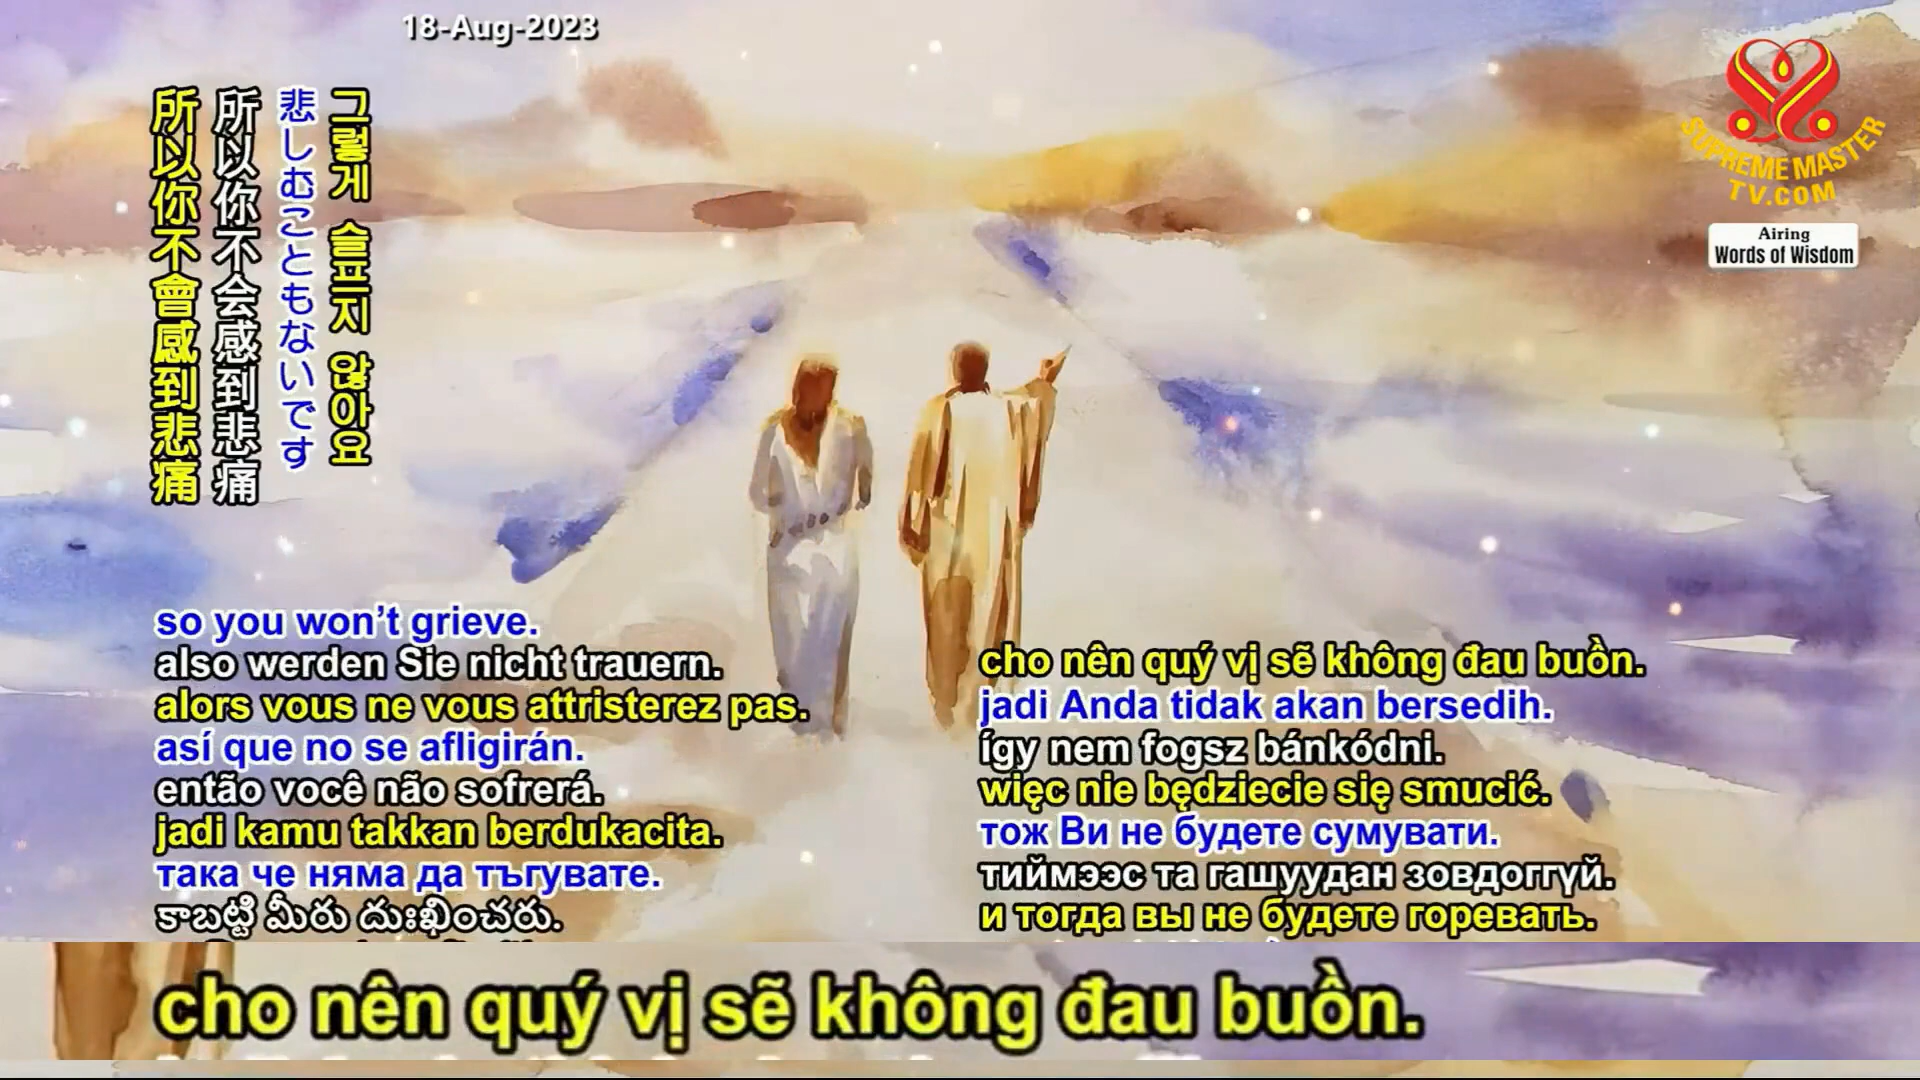 18-Aug-2023
SUPREME MASTER
TV.COM
Airing
Words of Wisdom
그렇게 슬프지 않아요
悲しむこともないです
所以你不会感到悲痛
所以你不會感到悲痛
so you won’t grieve.
also werden Sie nicht trauern.
alors vous ne vous attristerez pas.
así que no se afligirán.
então você não sofrerá.
jadi kamu takkan berdukacita.
така че няма да тъгувате.
కాబట్టి మీరు దుఃఖించరు.
cho nên quý vị sẽ không đau buồn.
jadi Anda tidak akan bersedih.
így nem fogsz bánkódni.
więc nie będziecie się smucić.
тож Ви не будете сумувати.
тиймээс та гашуудан зовдоггүй.
и тогда вы не будете горевать.
cho nên quý vị sẽ không đau buồn.